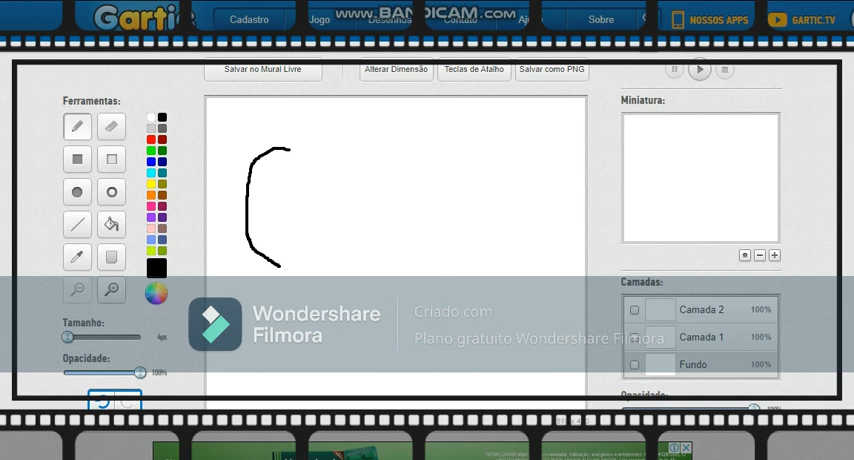 Gartic
www.BANDICAM.com
Cadastro
Jogo
Desenhos
Contato
Sobre
NOSSOS APPS
GARTIC.TV
Salvar no Mural Livre
Alterar Dimensão
Teclas de Atalho
Salvar como PNG
Ferramentas:
Miniatura:
Camadas:
Camada 2 100%
Camada 1 100%
Fundo 100%
Opacidade:
Tamanho:
4px
Opacidade:
100%
Wondershare
Filmora
Criado com
Plano gratuito Wondershare Filmora